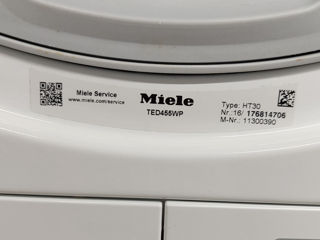 Miele Service
www.miele.com/service
Miele
TED455WP
Type: HT30
Nr.:16/ 176814706
M-Nr.: 11300390